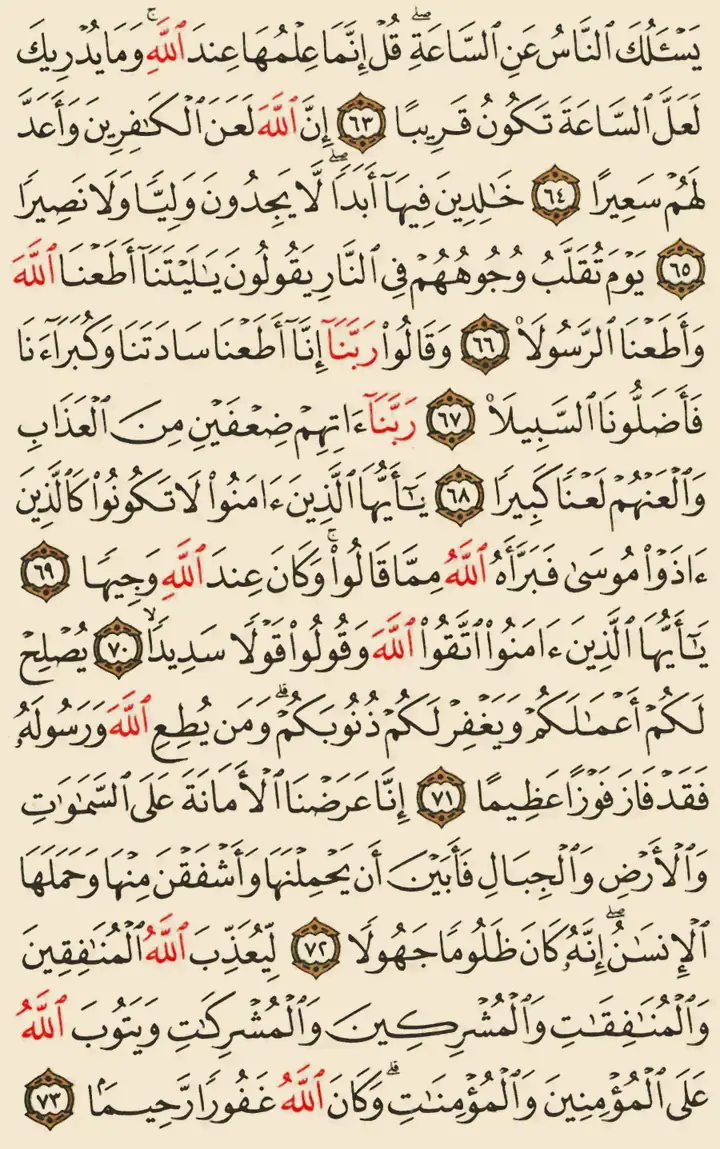 يَسْـَٔلُكَ ٱلنَّاسُ عَنِ ٱلسَّاعَةِۖ قُلْ إِنَّمَا عِلْمُهَا عِندَ ٱللَّهِۚ وَمَا يُدْرِيكَ
لَعَلَّ ٱلسَّاعَةَ تَكُونُ قَرِيبًا ٦٣ إِنَّ ٱللَّهَ لَعَنَ ٱلْكَٰفِرِينَ وَأَعَدَّ
لَهُمْ سَعِيرًا ٦٤ خَٰلِدِينَ فِيهَآ أَبَدًاۖ لَّا يَجِدُونَ وَلِيًّا وَلَا نَصِيرًا
٦٥ يَوْمَ تُقَلَّبُ وُجُوهُهُمْ فِى ٱلنَّارِ يَقُولُونَ يَٰلَيْتَنَآ أَطَعْنَا ٱللَّهَ
وَأَطَعْنَا ٱلرَّسُولَا۠ ٦٦ وَقَالُوا۟ رَبَّنَآ إِنَّآ أَطَعْنَا سَادَتَنَا وَكُبَرَآءَنَا
فَأَضَلُّونَا ٱلسَّبِيلَا۠ ٦٧ رَبَّنَآ ءَاتِهِمْ ضِعْفَيْنِ مِنَ ٱلْعَذَابِ
وَٱلْعَنْهُمْ لَعْنًا كَبِيرًا ٦٨ يَٰٓأَيُّهَا ٱلَّذِينَ ءَامَنُوا۟ لَا تَكُونُوا۟ كَٱلَّذِينَ
ءَاذَوْا۟ مُوسَىٰ فَبَرَّأَهُ ٱللَّهُ مِمَّا قَالُوا۟ۚ وَكَانَ عِندَ ٱللَّهِ وَجِيهًا ٦٩
يَٰٓأَيُّهَا ٱلَّذِينَ ءَامَنُوا۟ ٱتَّقُوا۟ ٱللَّهَ وَقُولُوا۟ قَوْلًا سَدِيدًا ٧٠ يُصْلِحْ
لَكُمْ أَعْمَٰلَكُمْ وَيَغْفِرْ لَكُمْ ذُنُوبَكُمْۗ وَمَن يُطِعِ ٱللَّهَ وَرَسُولَهُۥ
فَقَدْ فَازَ فَوْزًا عَظِيمًا ٧١ إِنَّا عَرَضْنَا ٱلْأَمَانَةَ عَلَى ٱلسَّمَٰوَٰتِ
وَٱلْأَرْضِ وَٱلْجِبَالِ فَأَبَيْنَ أَن يَحْمِلْنَهَا وَأَشْفَقْنَ مِنْهَا وَحَمَلَهَا
ٱلْإِنسَٰنُۖ إِنَّهُۥ كَانَ ظَلُومًا جَهُولًا ٧٢ لِّيُعَذِّبَ ٱللَّهُ ٱلْمُنَٰفِقِينَ
وَٱلْمُنَٰفِقَٰتِ وَٱلْمُشْرِكِينَ وَٱلْمُشْرِكَٰتِ وَيَتُوبَ ٱللَّهُ
عَلَى ٱلْمُؤْمِنِينَ وَٱلْمُؤْمِنَٰتِۗ وَكَانَ ٱللَّهُ غَفُورًا رَّحِيمًۢا ٧٣